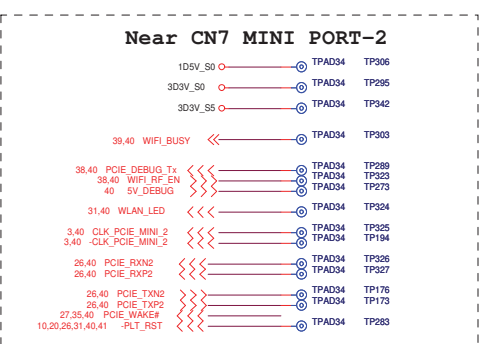 Near CN7 MINI PORT-2
1D5V_S0 TPAD34 TP306
3D3V_S0 TPAD34 TP295
3D3V_S5 TPAD34 TP342
39,40 WIFI_BUSY TPAD34 TP303
38,40 PCIE_DEBUG_Tx TPAD34 TP289
38,40 WIFI_RF_EN TPAD34 TP323
40 5V_DEBUG TPAD34 TP273
31,40 WLAN_LED TPAD34 TP324
3,40 CLK_PCIE_MINI_2 TPAD34 TP325
3,40 -CLK_PCIE_MINI_2 TPAD34 TP194
26,40 PCIE_RXN2 TPAD34 TP326
26,40 PCIE_RXP2 TPAD34 TP327
26,40 PCIE_TXN2 TPAD34 TP176
26,40 PCIE_TXP2 TPAD34 TP173
27,35,40 PCIE_WAKE#
10,20,26,31,40,41 -PLT_RST TPAD34 TP283